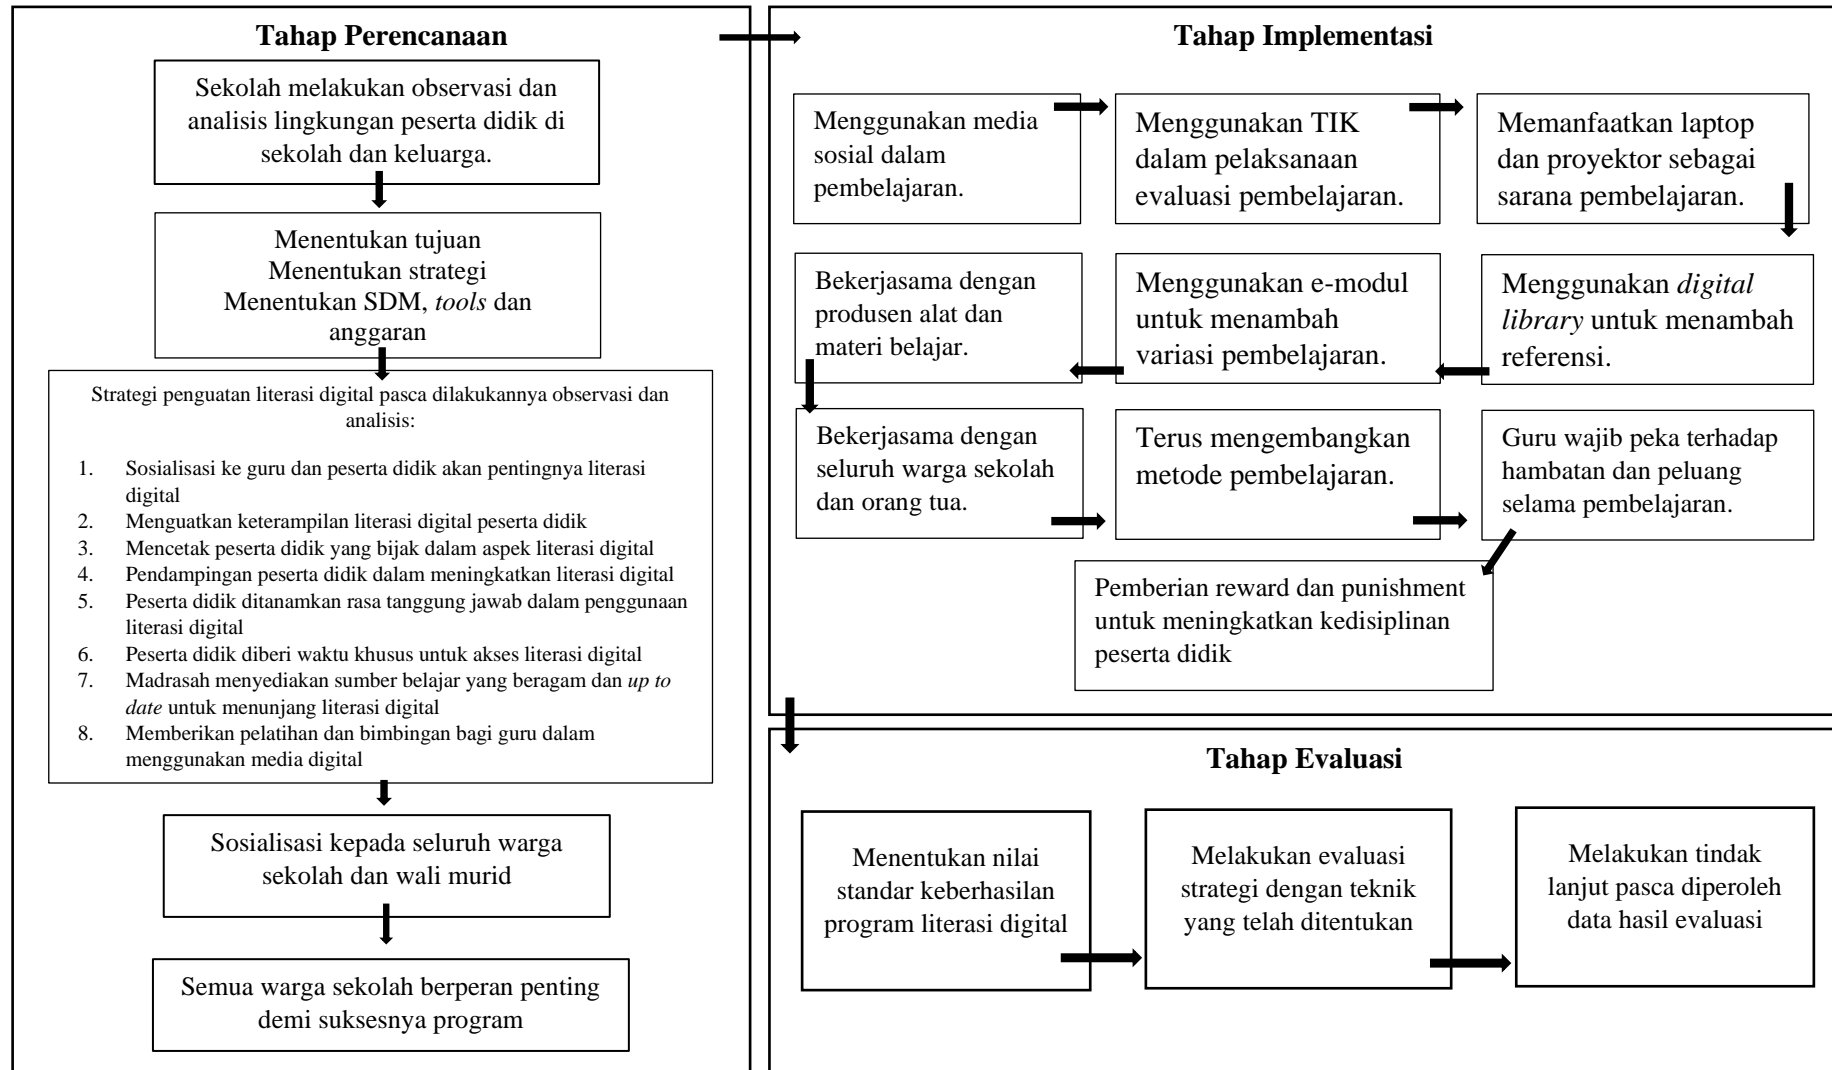 Tahap Perencanaan
Sekolah melakukan observasi dan
analisis lingkungan peserta didik di
sekolah dan keluarga.
Menentukan tujuan
Menentukan strategi
Menentukan SDM, tools dan
anggaran
Strategi penguatan literasi digital pasca dilakukannya observasi dan
analisis:
1. Sosialisasi ke guru dan peserta didik akan pentingnya literasi
digital
2. Menguatkan keterampilan literasi digital peserta didik
3. Mencetak peserta didik yang bijak dalam aspek literasi digital
4. Pendampingan peserta didik dalam meningkatkan literasi digital
5. Peserta didik ditanamkan rasa tanggung jawab dalam penggunaan
literasi digital
6. Peserta didik diberi waktu khusus untuk akses literasi digital
7. Madrasah menyediakan sumber belajar yang beragam dan up to
date untuk menunjang literasi digital
8. Memberikan pelatihan dan bimbingan bagi guru dalam
menggunakan media digital
Sosialisasi kepada seluruh warga
sekolah dan wali murid
Semua warga sekolah berperan penting
demi suksesnya program
Tahap Implementasi
Menggunakan media
sosial dalam
pembelajaran.
Menggunakan TIK
dalam pelaksanaan
evaluasi pembelajaran.
Memanfaatkan laptop
dan proyektor sebagai
sarana pembelajaran.
Menggunakan digital
library untuk menambah
referensi.
Menggunakan e-modul
untuk menambah
variasi pembelajaran.
Bekerjasama dengan
produsen alat dan
materi belajar.
Bekerjasama dengan
seluruh warga sekolah
dan orang tua.
Terus mengembangkan
metode pembelajaran.
Guru wajib peka terhadap
hambatan dan peluang
selama pembelajaran.
Pemberian reward dan punishment
untuk meningkatkan kedisiplinan
peserta didik
Tahap Evaluasi
Menentukan nilai
standar keberhasilan
program literasi digital
Melakukan evaluasi
strategi dengan teknik
yang telah ditentukan
Melakukan tindak
lanjut pasca diperoleh
data hasil evaluasi